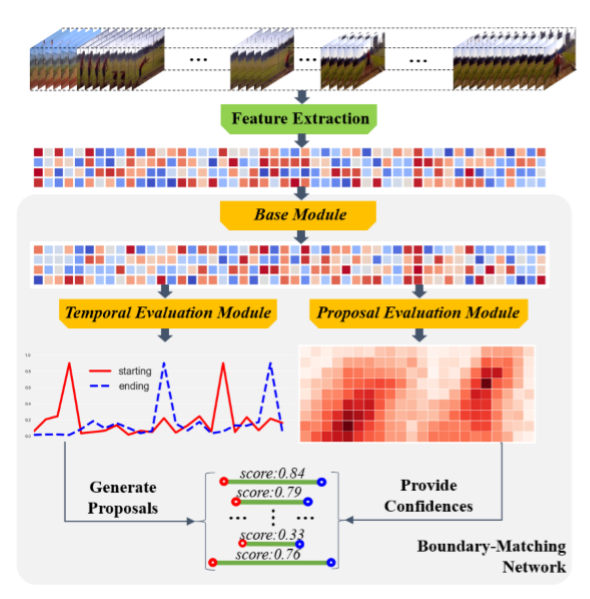 Feature Extraction
Base Module
Temporal Evaluation Module
Proposal Evaluation Module
1.0
0.8
0.6
0.4
0.2
0.0
starting
ending
Generate
Proposals
score:0.84
score:0.79
score:0.33
score:0.76
Provide
Confidences
Boundary-Matching
Network